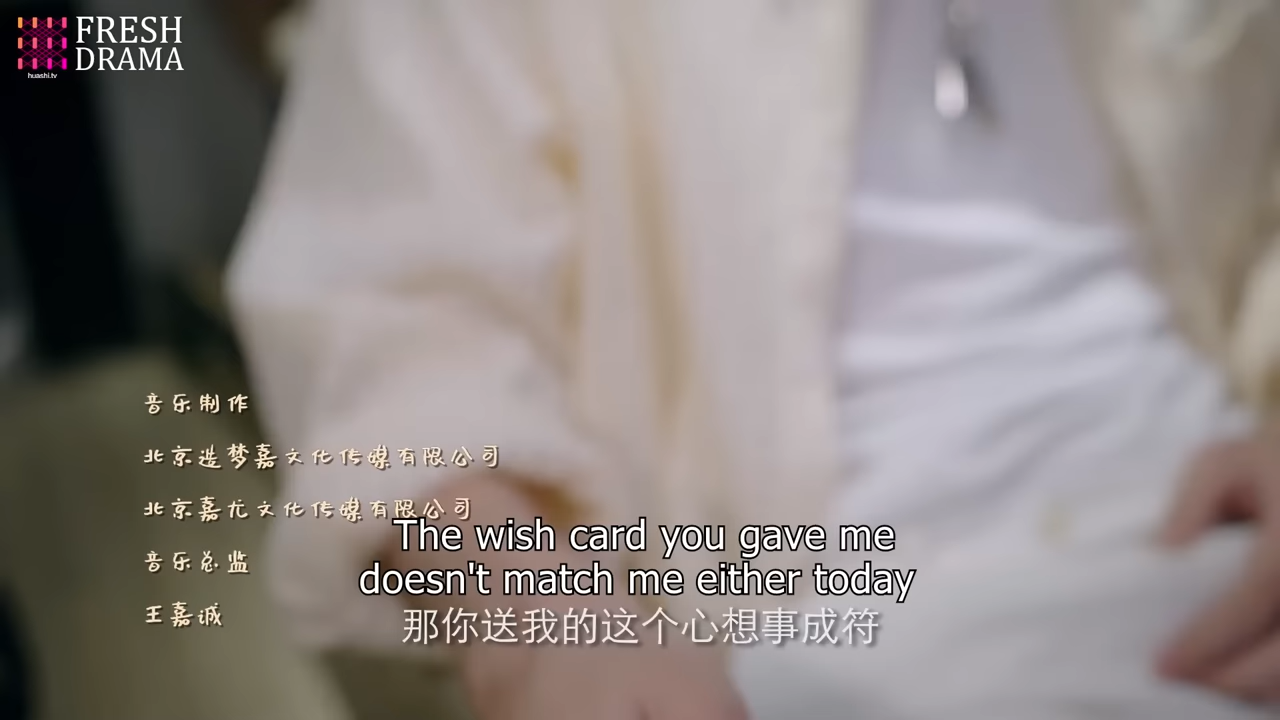 FRESH
DRAMA
huashi.tv
音乐制作
北京造梦嘉文化传媒有限公司
北京嘉尤文化传媒有限公司
音乐总监
王嘉诚
The wish card you gave me
doesn't match me either today
那你送我的这个心想事成符